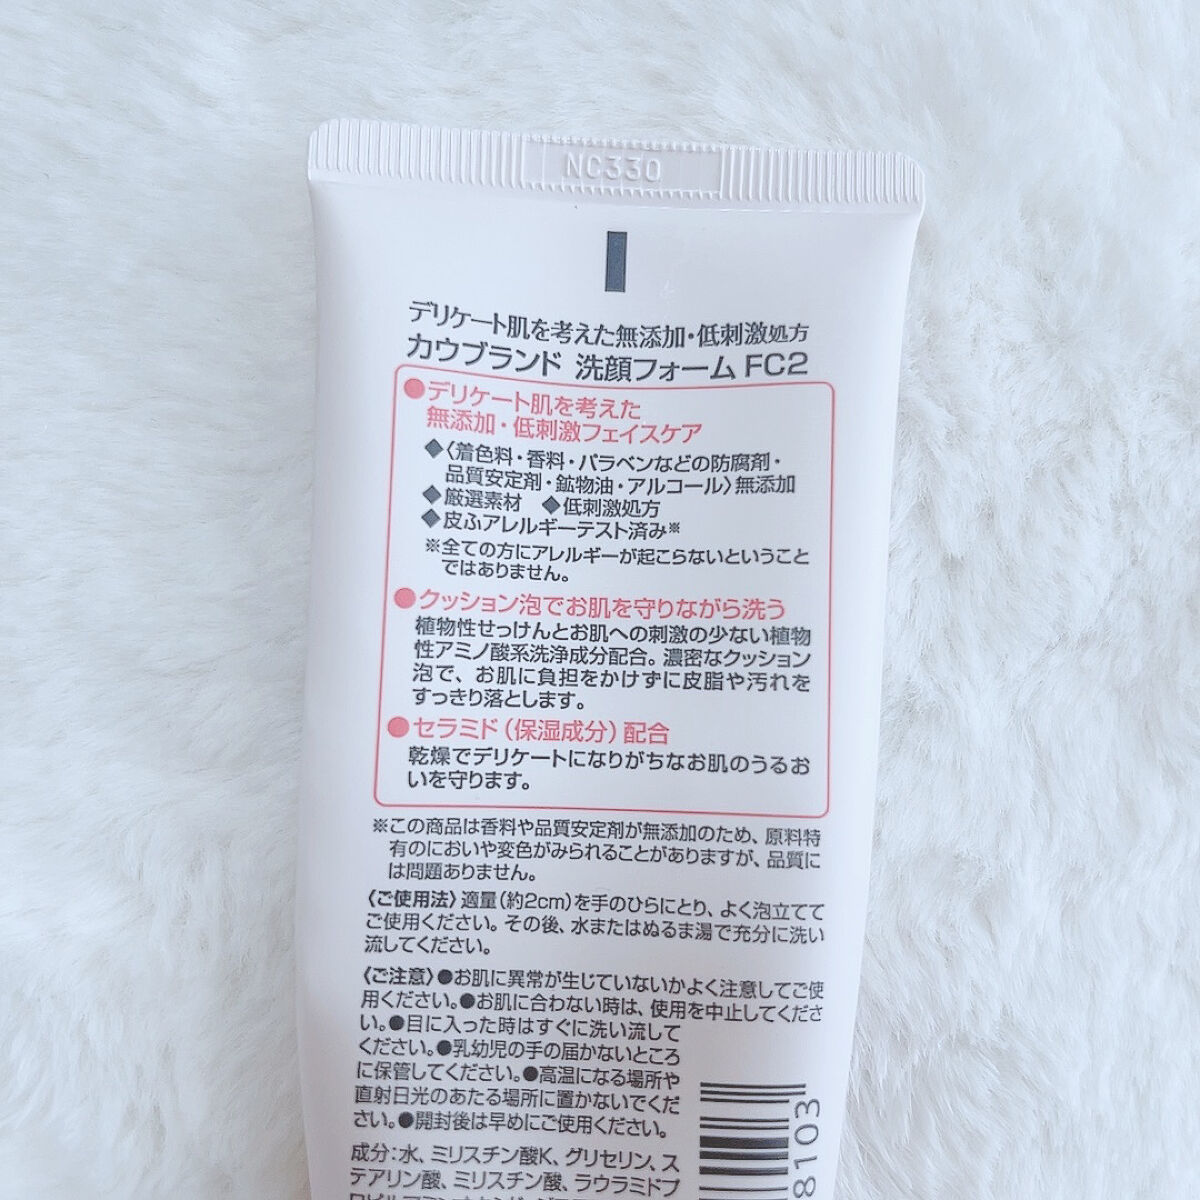 NC330
デリケート肌を考えた無添加・低刺激処方
カウブランド 洗顔フォーム FC2
●デリケート肌を考えた
無添加・低刺激フェイスケア
◆〈着色料・香料・パラベンなどの防腐剤・
品質安定剤・鉱物油・アルコール〉無添加
◆厳選素材 ◆低刺激処方
◆皮ふアレルギーテスト済み※
※全ての方にアレルギーが起こらないということ
ではありません。
●クッション泡でお肌を守りながら洗う
植物性せっけんとお肌への刺激の少ない植物
性アミノ酸系洗浄成分配合。濃密なクッション
泡で、お肌に負担をかけずに皮脂や汚れを
すっきり落とします。
●セラミド（保湿成分）配合
乾燥でデリケートになりがちなお肌のうるお
いを守ります。
※この商品は香料や品質安定剤が無添加のため、原料特
有のにおいや変色がみられることがありますが、品質に
は問題ありません。
〈ご使用法〉適量（約2cm）を手のひらにとり、よく泡立てて
ご使用ください。その後、水またはぬるま湯で充分に洗い
流してください。
〈ご注意〉●お肌に異常が生じていないかよく注意してご使
用ください。●お肌に合わない時は、使用を中止してくださ
い。●目に入った時はすぐに洗い流して
ください。●乳幼児の手の届かないところ
に保管してください。●高温になる場所や
直射日光のあたる場所に置かないでくだ
さい。●開封後は早めにご使用ください。
成分：水、ミリスチン酸K、グリセリン、ス
テアリン酸、ミリスチン酸、ラウラミドプ
8103